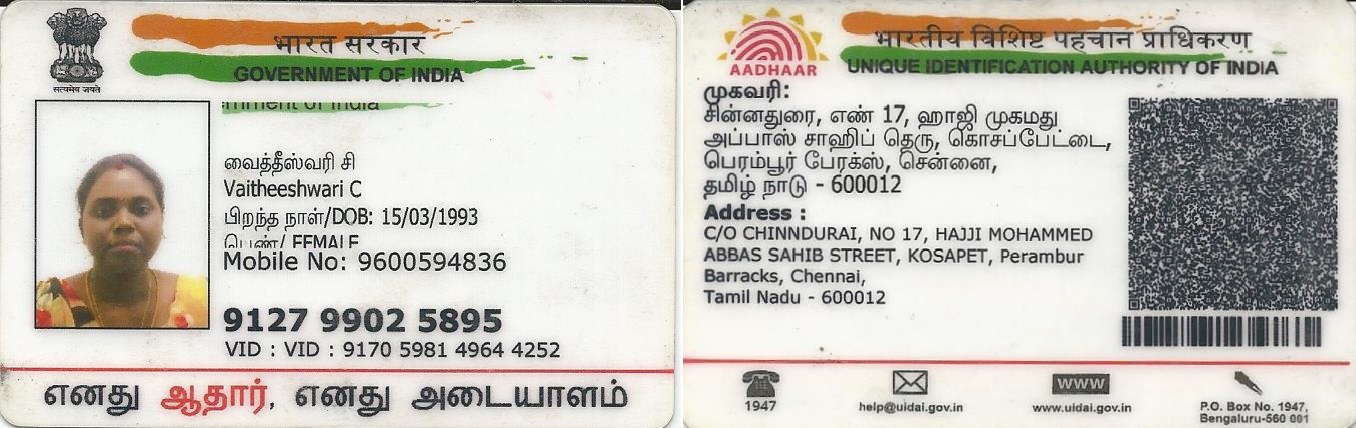 भारत सरकार
GOVERNMENT OF INDIA
सत्यमेव जयते
வைத்தீஸ்வரி சி
Vaitheeshwari C
பிறந்த நாள்/DOB: 15/03/1993
பெண்/ FEMALE
Mobile No: 9600594836
9127 9902 5895
VID : VID : 9170 5981 4964 4252
எனது ஆதார், எனது அடையாளம்
AADHAAR
भारतीय विशिष्ट पहचान प्राधिकरण
UNIQUE IDENTIFICATION AUTHORITY OF INDIA
முகவரி:
சின்னதுரை, எண் 17, ஹாஜி முகமது
அப்பாஸ் சாஹிப் தெரு, கொசப்பேட்டை,
பெரம்பூர் பேரக்ஸ், சென்னை,
தமிழ் நாடு - 600012
Address :
C/O CHINNDURAI, NO 17, HAJJI MOHAMMED
ABBAS SAHIB STREET, KOSAPET, Perambur
Barracks, Chennai,
Tamil Nadu - 600012
1947
help@uidai.gov.in
www
www.uidai.gov.in
P.O. Box No. 1947,
Bengaluru-560 001